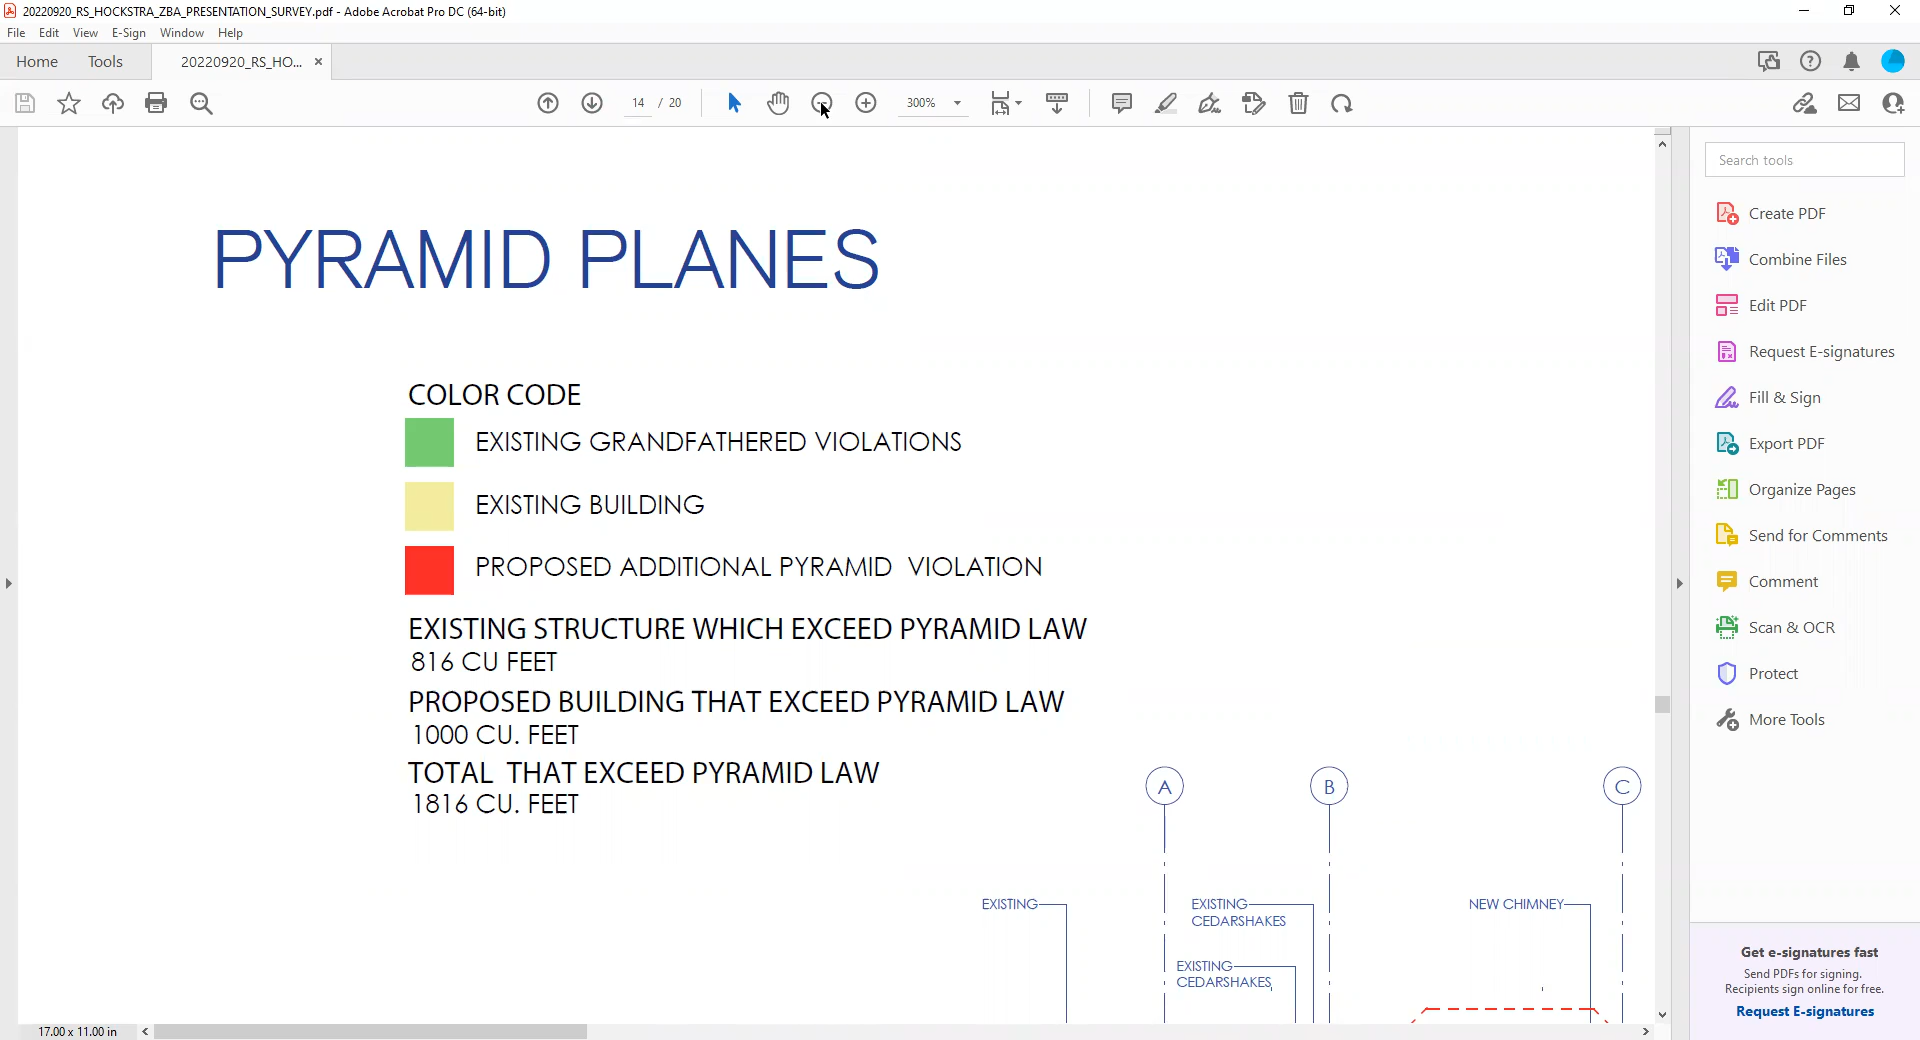 20220920_RS_HOCKSTRA_ZBA_PRESENTATION_SURVEY.pdf - Adobe Acrobat Pro DC (64-bit)
File Edit View E-Sign Window Help
Home Tools 20220920_RS_HO... ×
14 / 20 300%
Search tools
Create PDF
Combine Files
Edit PDF
Request E-signatures
Fill & Sign
Export PDF
Organize Pages
Send for Comments
Comment
Scan & OCR
Protect
More Tools
Get e-signatures fast
Send PDFs for signing.
Recipients sign online for free.
Request E-signatures
PYRAMID PLANES
COLOR CODE
EXISTING GRANDFATHERED VIOLATIONS
EXISTING BUILDING
PROPOSED ADDITIONAL PYRAMID VIOLATION
EXISTING STRUCTURE WHICH EXCEED PYRAMID LAW
816 CU FEET
PROPOSED BUILDING THAT EXCEED PYRAMID LAW
1000 CU. FEET
TOTAL THAT EXCEED PYRAMID LAW
1816 CU. FEET
A B C
EXISTING
EXISTING
CEDARSHAKES
NEW CHIMNEY
EXISTING
CEDARSHAKES
17.00 x 11.00 in